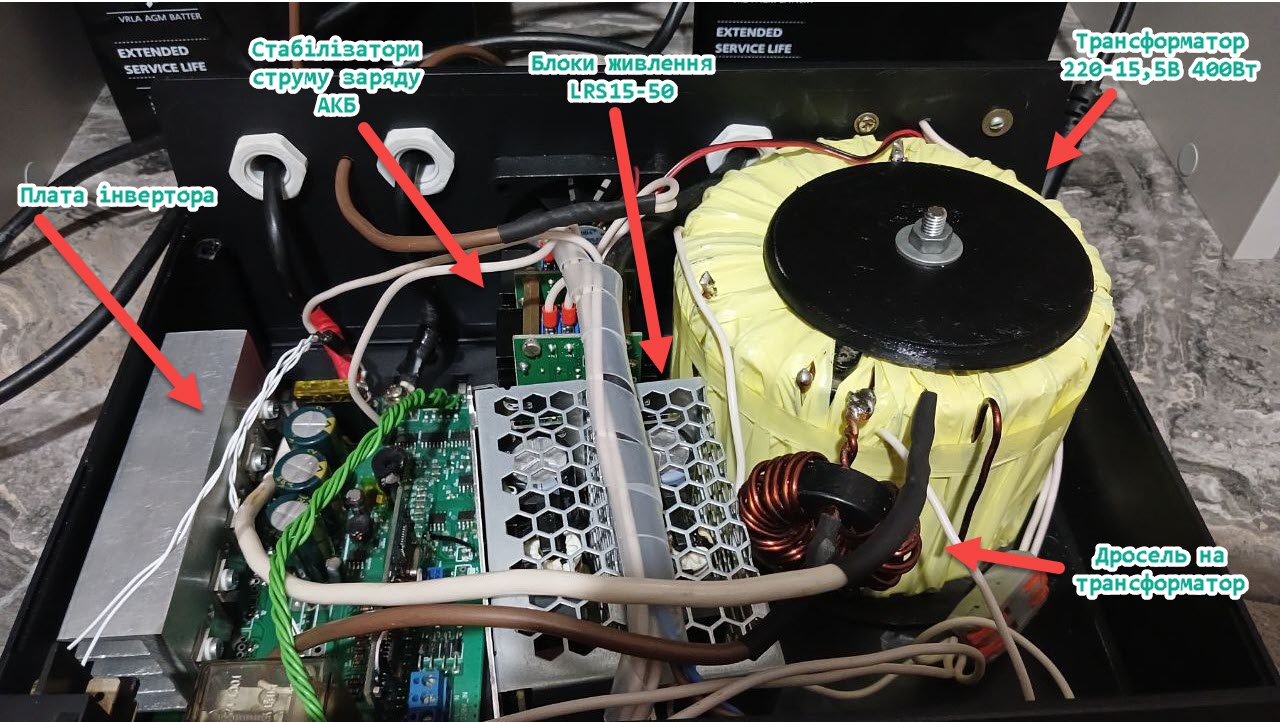 VRLA AGM BATTER
EXTENDED
SERVICE LIFE
EXTENDED
SERVICE LIFE
Стабілізатори
струму заряду
АКБ
Блоки живлення
LRS15-50
Трансформатор
220-15,5В 400Вт
Плата інвертора
Дросель на
трансформатор